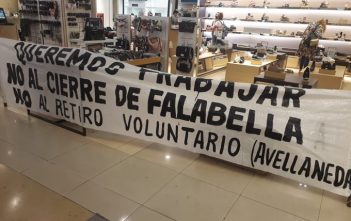 QUEREMOS TRABAJAR
NO AL CIERRE DE FALABELLA
NO AL RETIRO VOLUNTARIO (AVELLANEDA